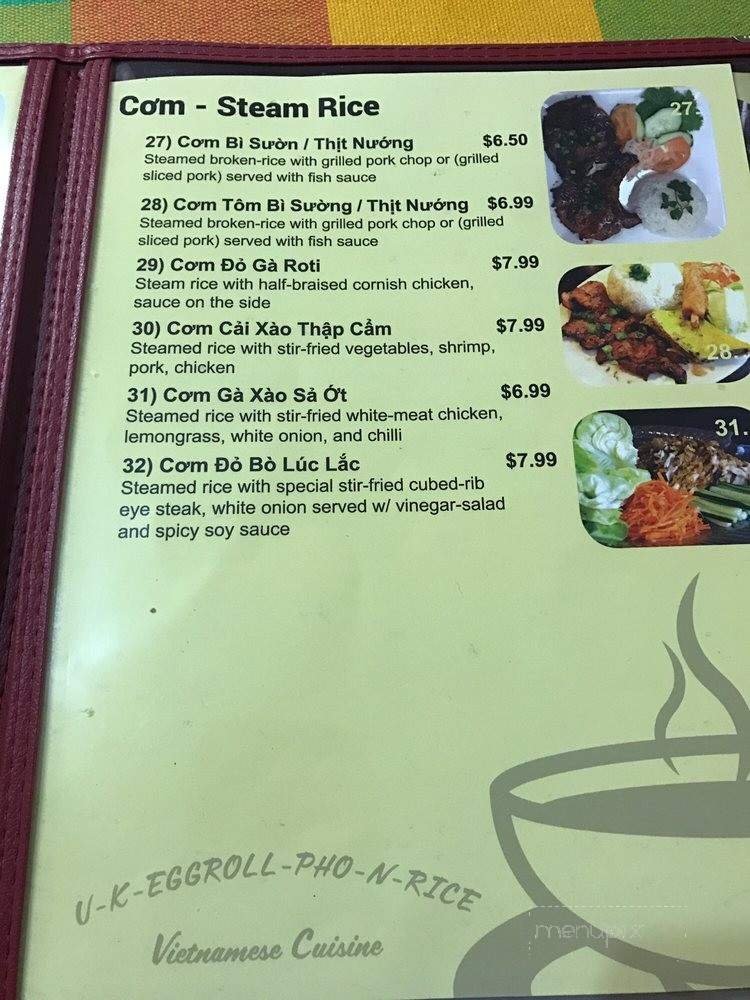 Cơm - Steam Rice
27) Cơm Bì Sườn / Thịt Nướng $6.50
Steamed broken-rice with grilled pork chop or (grilled
sliced pork) served with fish sauce
28) Cơm Tôm Bì Sường / Thịt Nướng $6.99
Steamed broken-rice with grilled pork chop or (grilled
sliced pork) served with fish sauce
29) Cơm Đỏ Gà Roti $7.99
Steam rice with half-braised cornish chicken,
sauce on the side
30) Cơm Cải Xào Thập Cẩm $7.99
Steamed rice with stir-fried vegetables, shrimp,
pork, chicken
31) Cơm Gà Xào Sả Ớt $6.99
Steamed rice with stir-fried white-meat chicken,
lemongrass, white onion, and chilli
32) Cơm Đỏ Bò Lúc Lắc $7.99
Steamed rice with special stir-fried cubed-rib
eye steak, white onion served w/ vinegar-salad
and spicy soy sauce
27.
28.
31.
U-K-EGGROLL-PHO-N-RICE
Vietnamese Cuisine
menupix